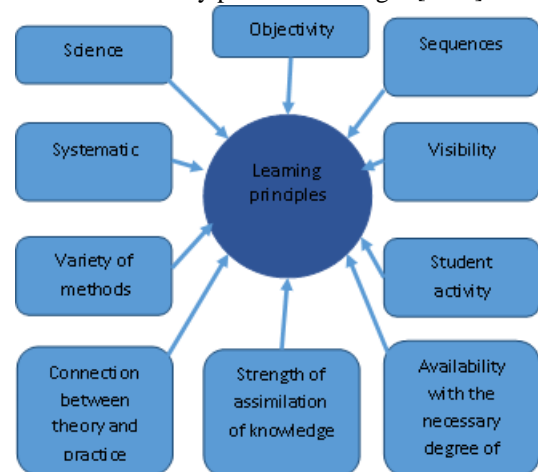 Objectivity
Science
Sequences
Systematic
Learning
principles
Visibility
Variety of
methods
Student
activity
Connection
between
theory and
practice
Strength of
assimilation
of knowledge
Availability
with the
necessary
degree of